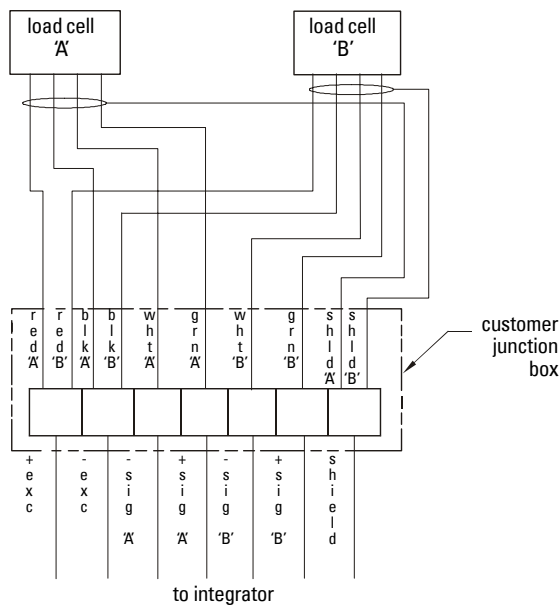 load cell
'A'
load cell
'B'
red'A'
red'B'
blk'A'
blk'B'
wht'A'
grn'A'
wht'B'
grn'B'
shld'A'
shld'B'
customer
junction
box
+exc
-exc
-sig 'A'
+sig 'A'
-sig 'B'
+sig 'B'
shield
to integrator